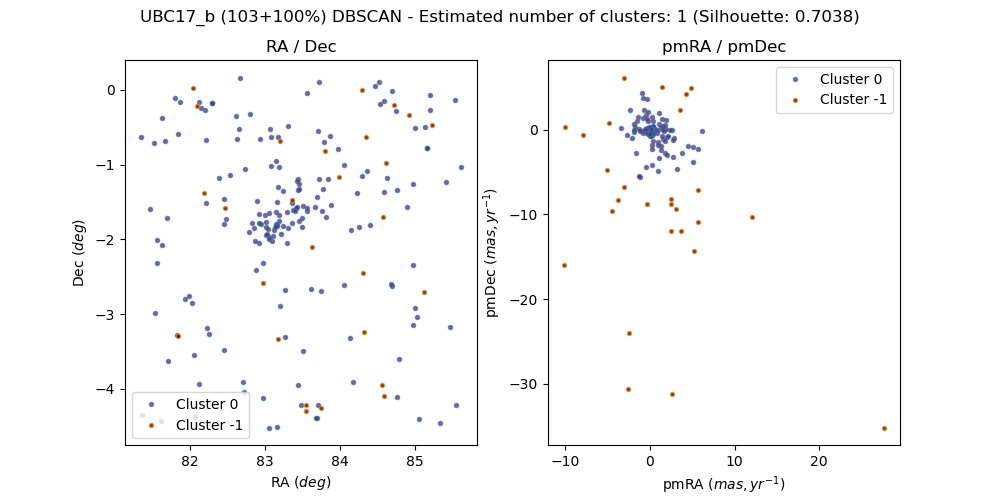 UBC17_b (103+100%) DBSCAN - Estimated number of clusters: 1 (Silhouette: 0.7038)
RA / Dec
pmRA / pmDec
0
−1
−2
−3
−4
Dec (deg)
Cluster 0
Cluster -1
82
83
84
85
RA (deg)
0
−10
−20
−30
pmDec (mas, yr⁻¹)
Cluster 0
Cluster -1
−10
0
10
20
pmRA (mas, yr⁻¹)